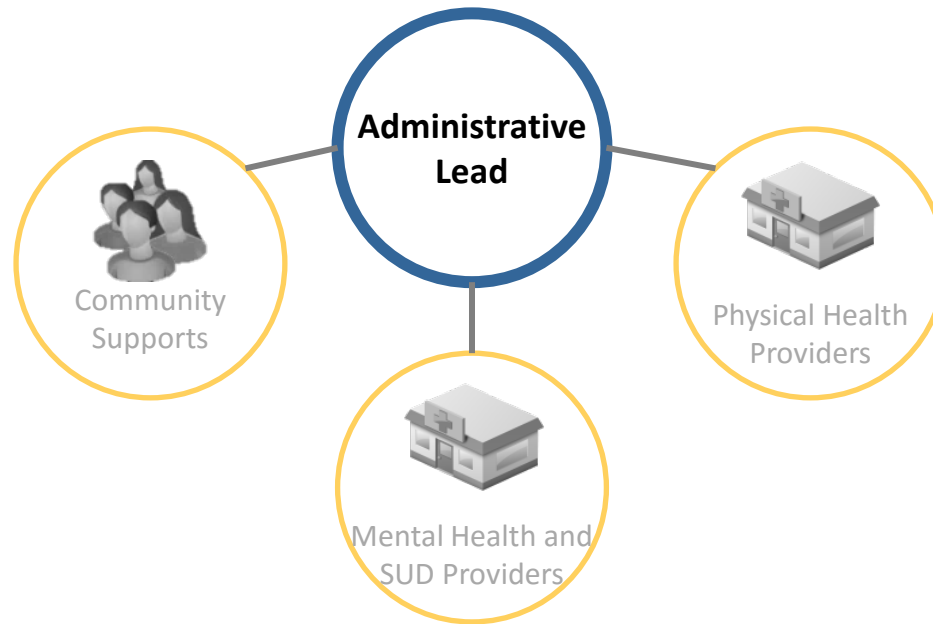 Administrative
Lead
Community
Supports
Physical Health
Providers
Mental Health and
SUD Providers